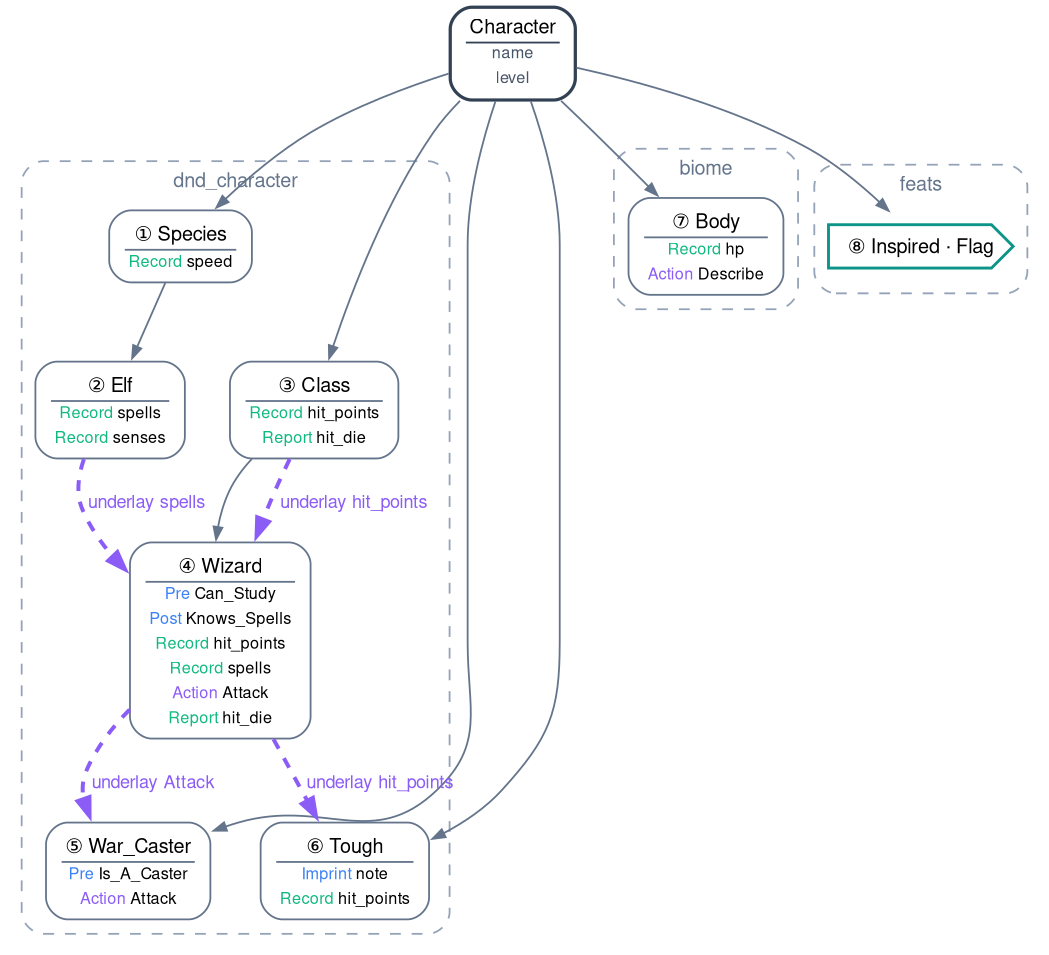 Character
name
level
dnd_character
biome
feats
① Species
Record speed
⑦ Body
Record hp
Action Describe
⑧ Inspired · Flag
② Elf
Record spells
Record senses
③ Class
Record hit_points
Report hit_die
underlay spells
underlay hit_points
④ Wizard
Pre Can_Study
Post Knows_Spells
Record hit_points
Record spells
Action Attack
Report hit_die
underlay Attack
underlay hit_points
⑤ War_Caster
Pre Is_A_Caster
Action Attack
⑥ Tough
Imprint note
Record hit_points